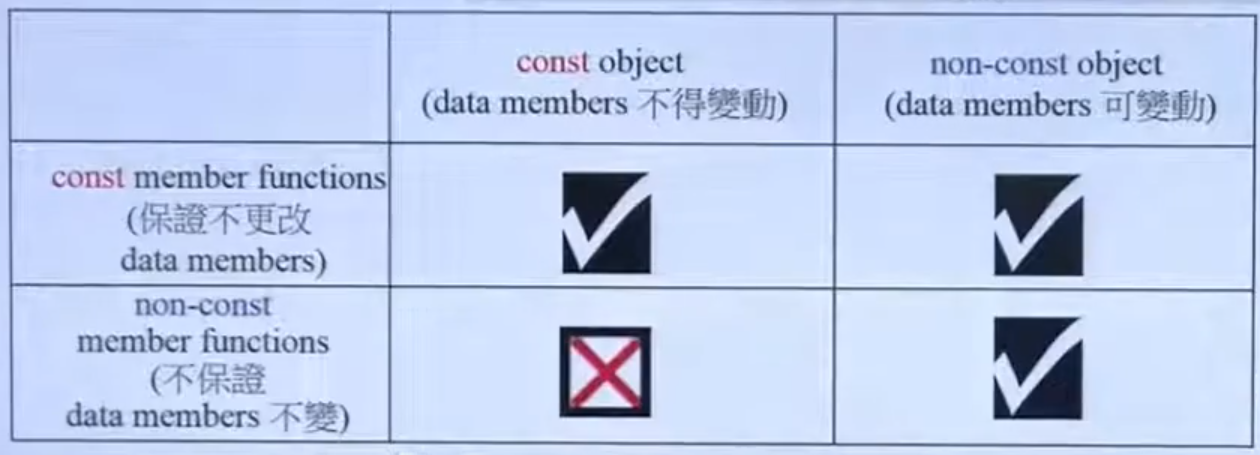 const object
(data members 不得變動)
non-const object
(data members 可變動)
const member functions
(保證不更改
data members)
non-const
member functions
(不保證
data members 不變)